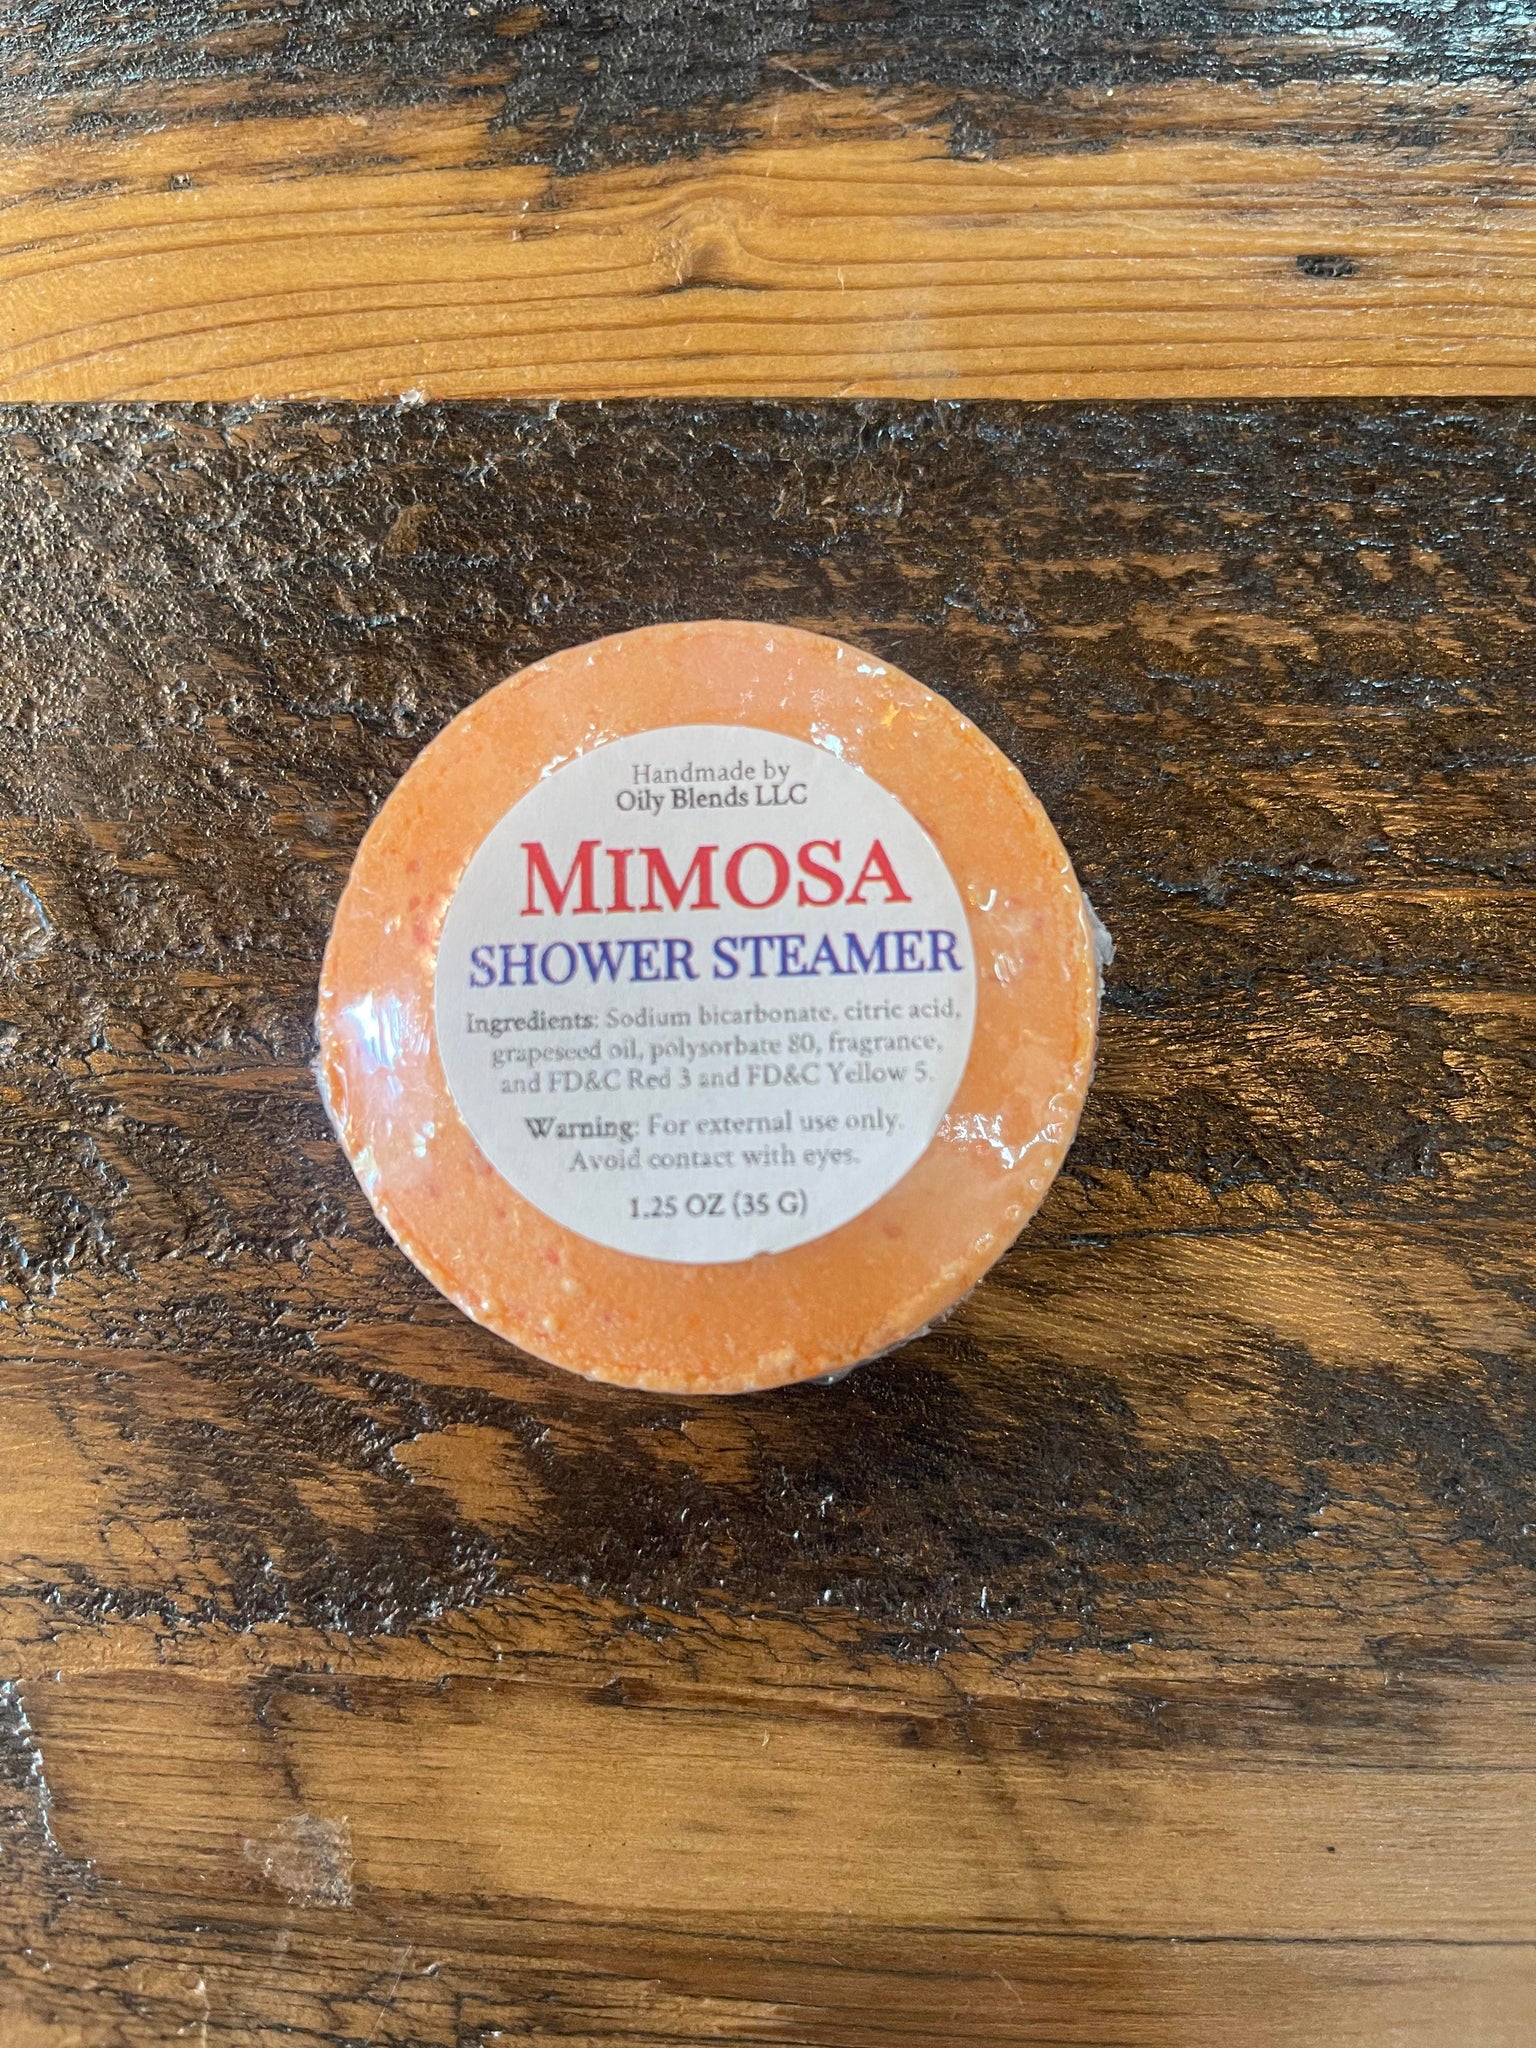 Handmade by
Oily Blends LLC
MIMOSA
SHOWER STEAMER
Ingredients: Sodium bicarbonate, citric acid,
grapeseed oil, polysorbate 80, fragrance,
and FD&C Red 3 and FD&C Yellow 5.
Warning: For external use only.
Avoid contact with eyes.
1.25 OZ (35 G)